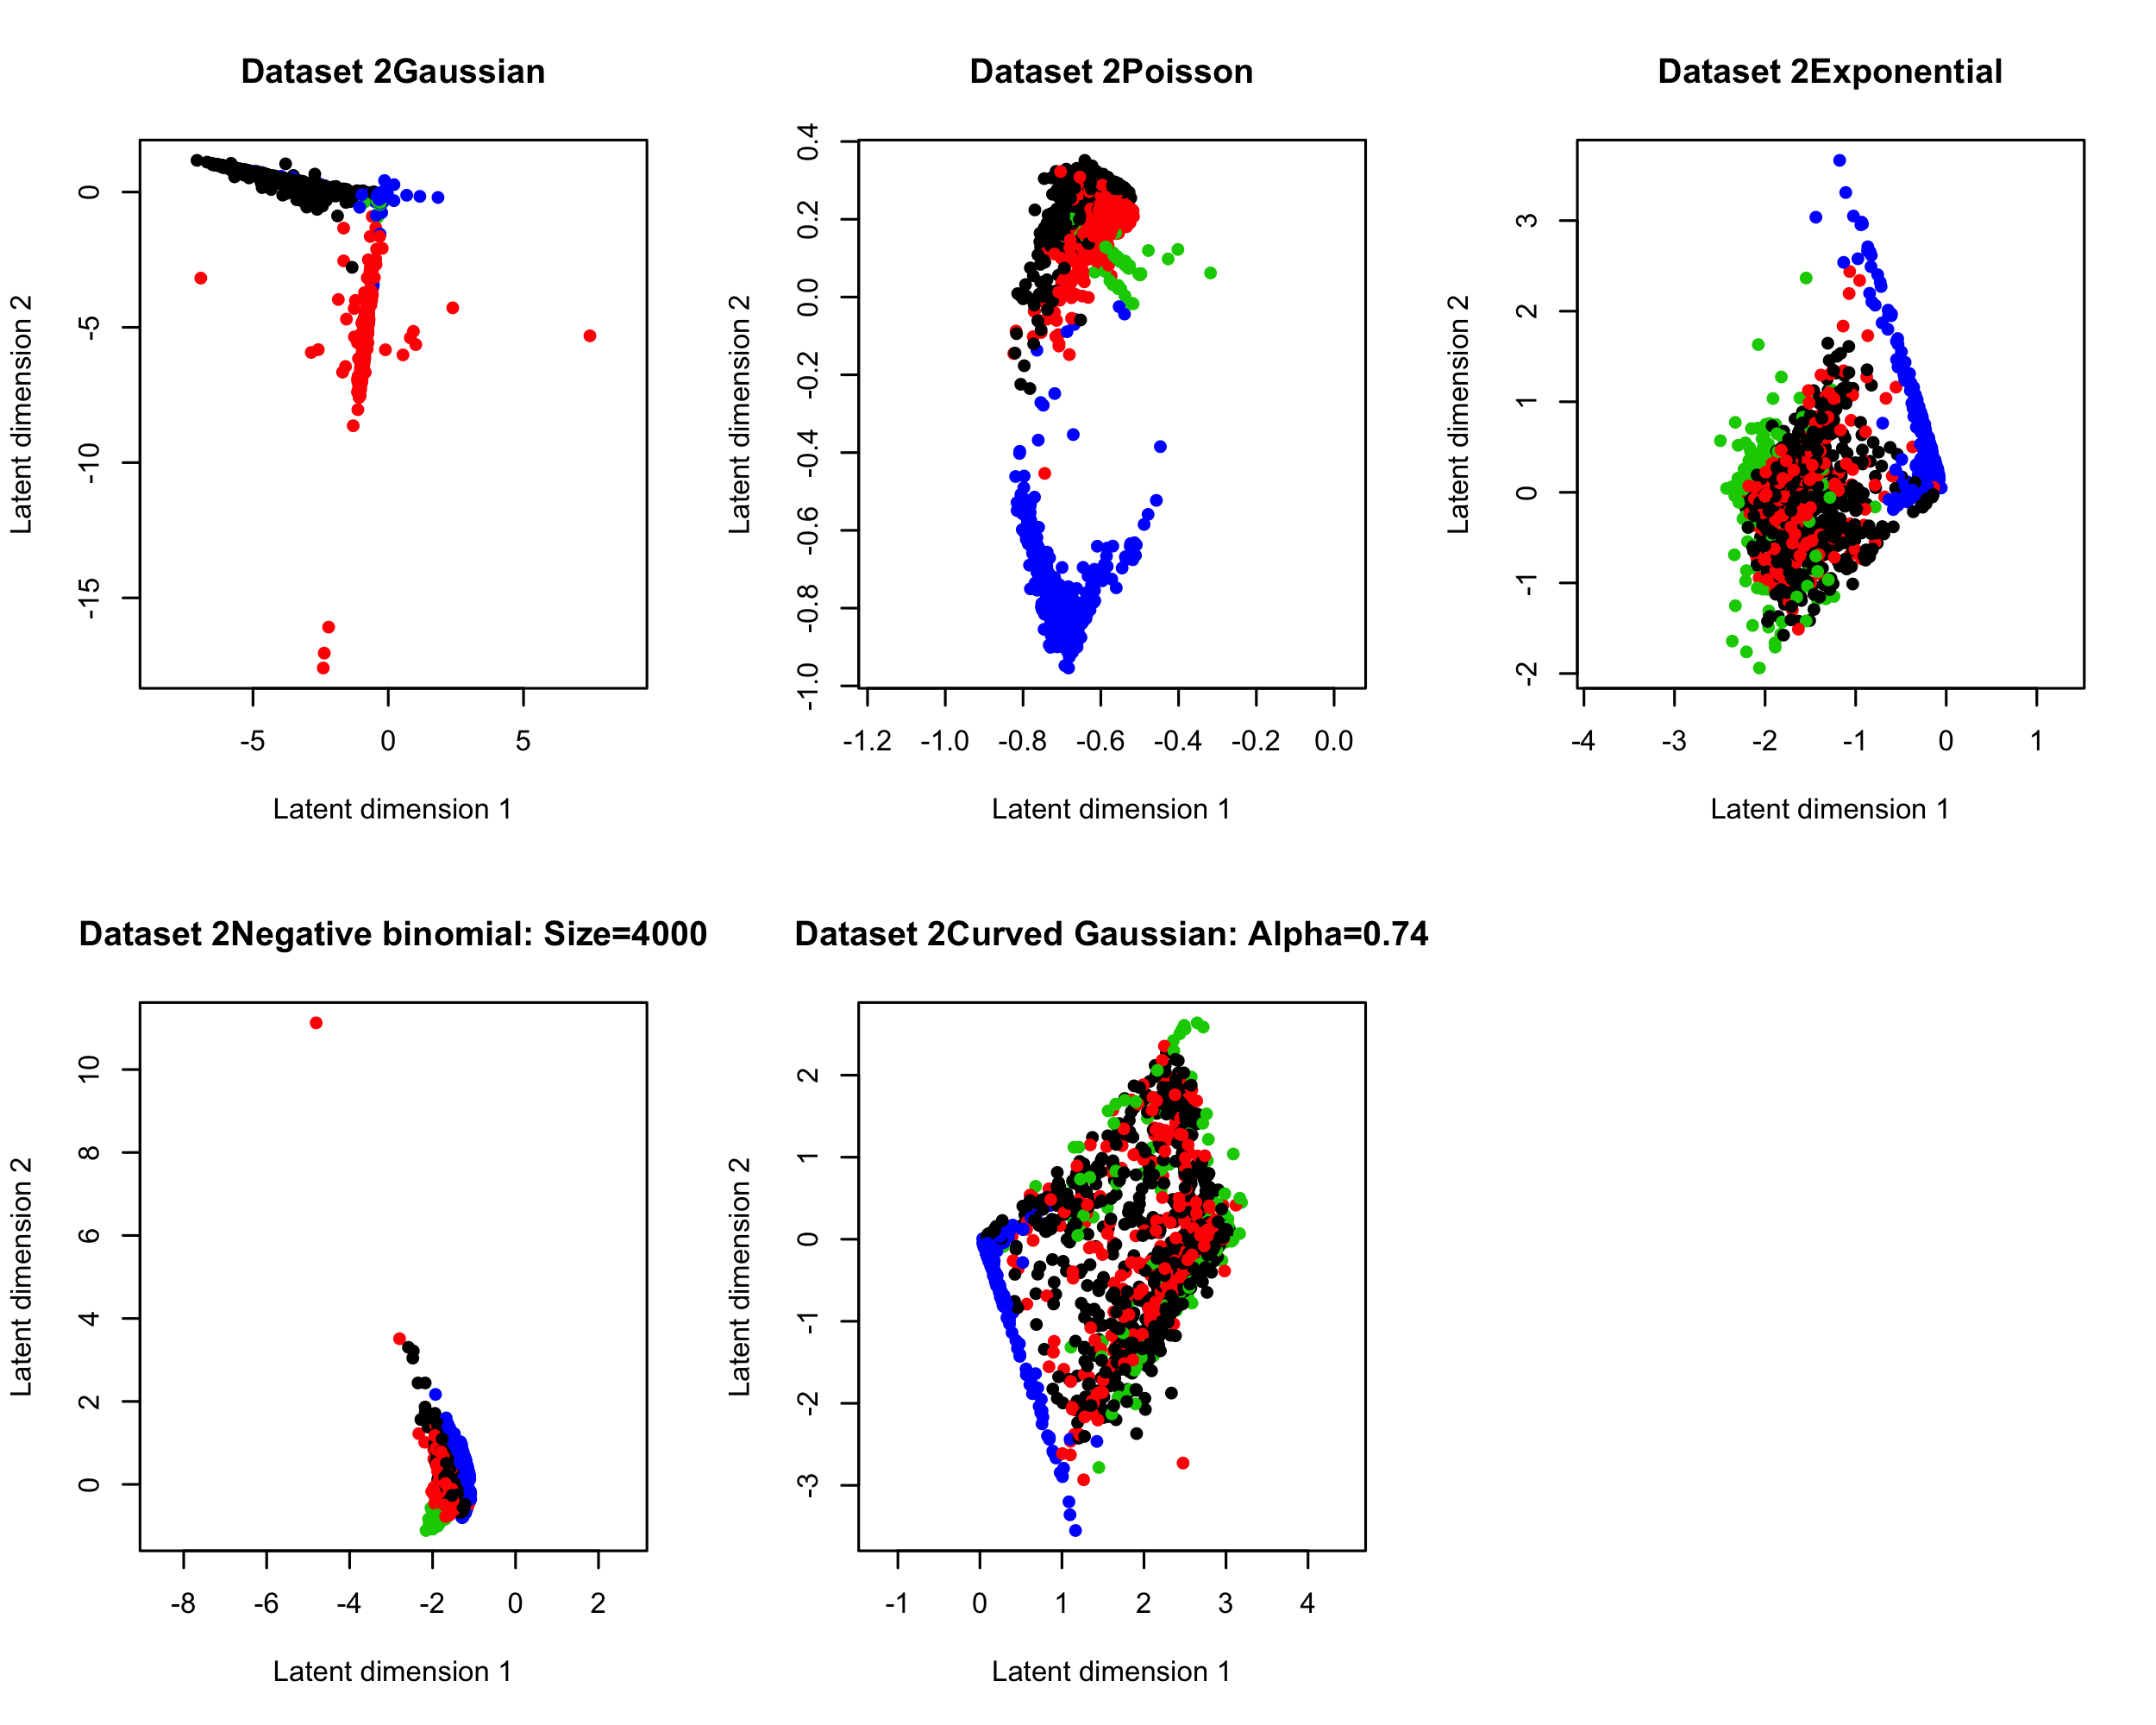 Dataset 2Gaussian
Latent dimension 2
0
-5
-10
-15
-5 0 5
Latent dimension 1
Dataset 2Poisson
Latent dimension 2
0.4
0.2
0.0
-0.2
-0.4
-0.6
-0.8
-1.0
-1.2 -1.0 -0.8 -0.6 -0.4 -0.2 0.0
Latent dimension 1
Dataset 2Exponential
Latent dimension 2
3
2
1
0
-1
-2
-4 -3 -2 -1 0 1
Latent dimension 1
Dataset 2Negative binomial: Size=4000
Latent dimension 2
10
8
6
4
2
0
-8 -6 -4 -2 0 2
Latent dimension 1
Dataset 2Curved Gaussian: Alpha=0.74
Latent dimension 2
2
1
0
-1
-2
-3
-1 0 1 2 3 4
Latent dimension 1